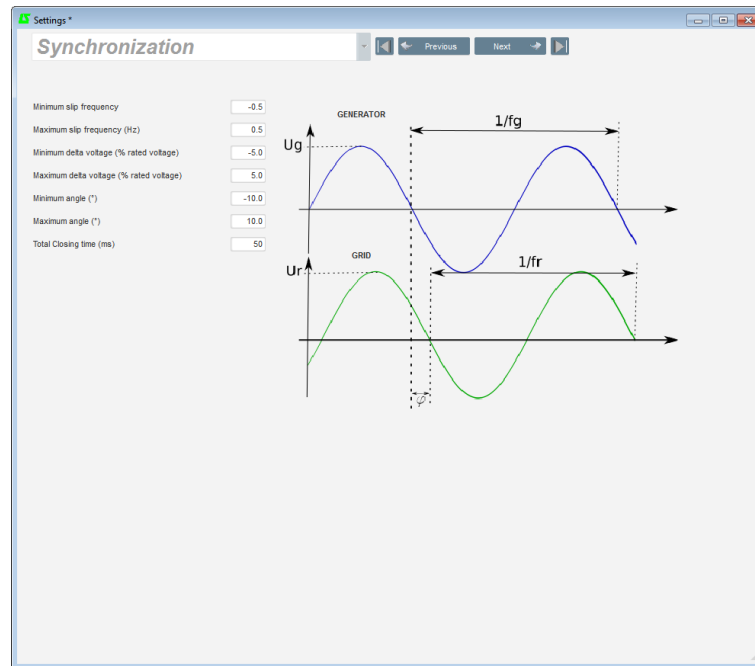 Settings *
Synchronization
Previous
Next
Minimum slip frequency
-0.5
Maximum slip frequency (Hz)
0.5
Minimum delta voltage (% rated voltage)
-5.0
Maximum delta voltage (% rated voltage)
5.0
Minimum angle (°)
-10.0
Maximum angle (°)
10.0
Total Closing time (ms)
50
GENERATOR
1/fg
Ug
GRID
1/fr
Ur
φ